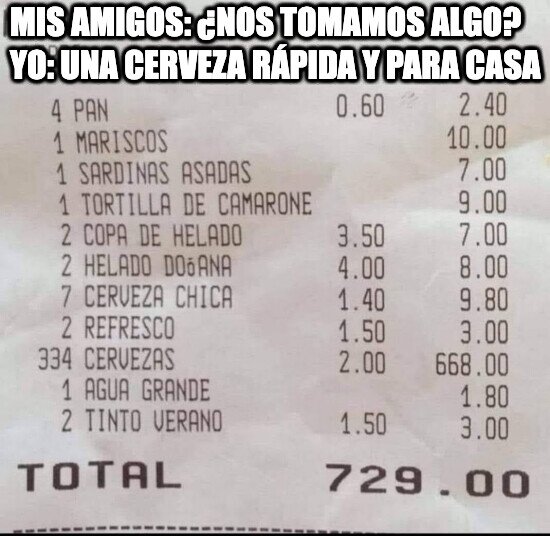 MIS AMIGOS: ¿NOS TOMAMOS ALGO?
YO: UNA CERVEZA RÁPIDA Y PARA CASA
4 PAN 0.60 2.40
1 MARISCOS 10.00
1 SARDINAS ASADAS 7.00
1 TORTILLA DE CAMARONE 9.00
2 COPA DE HELADO 3.50 7.00
2 HELADO DOóANA 4.00 8.00
7 CERVEZA CHICA 1.40 9.80
2 REFRESCO 1.50 3.00
334 CERVEZAS 2.00 668.00
1 AGUA GRANDE 1.80
2 TINTO VERANO 1.50 3.00
TOTAL 729.00